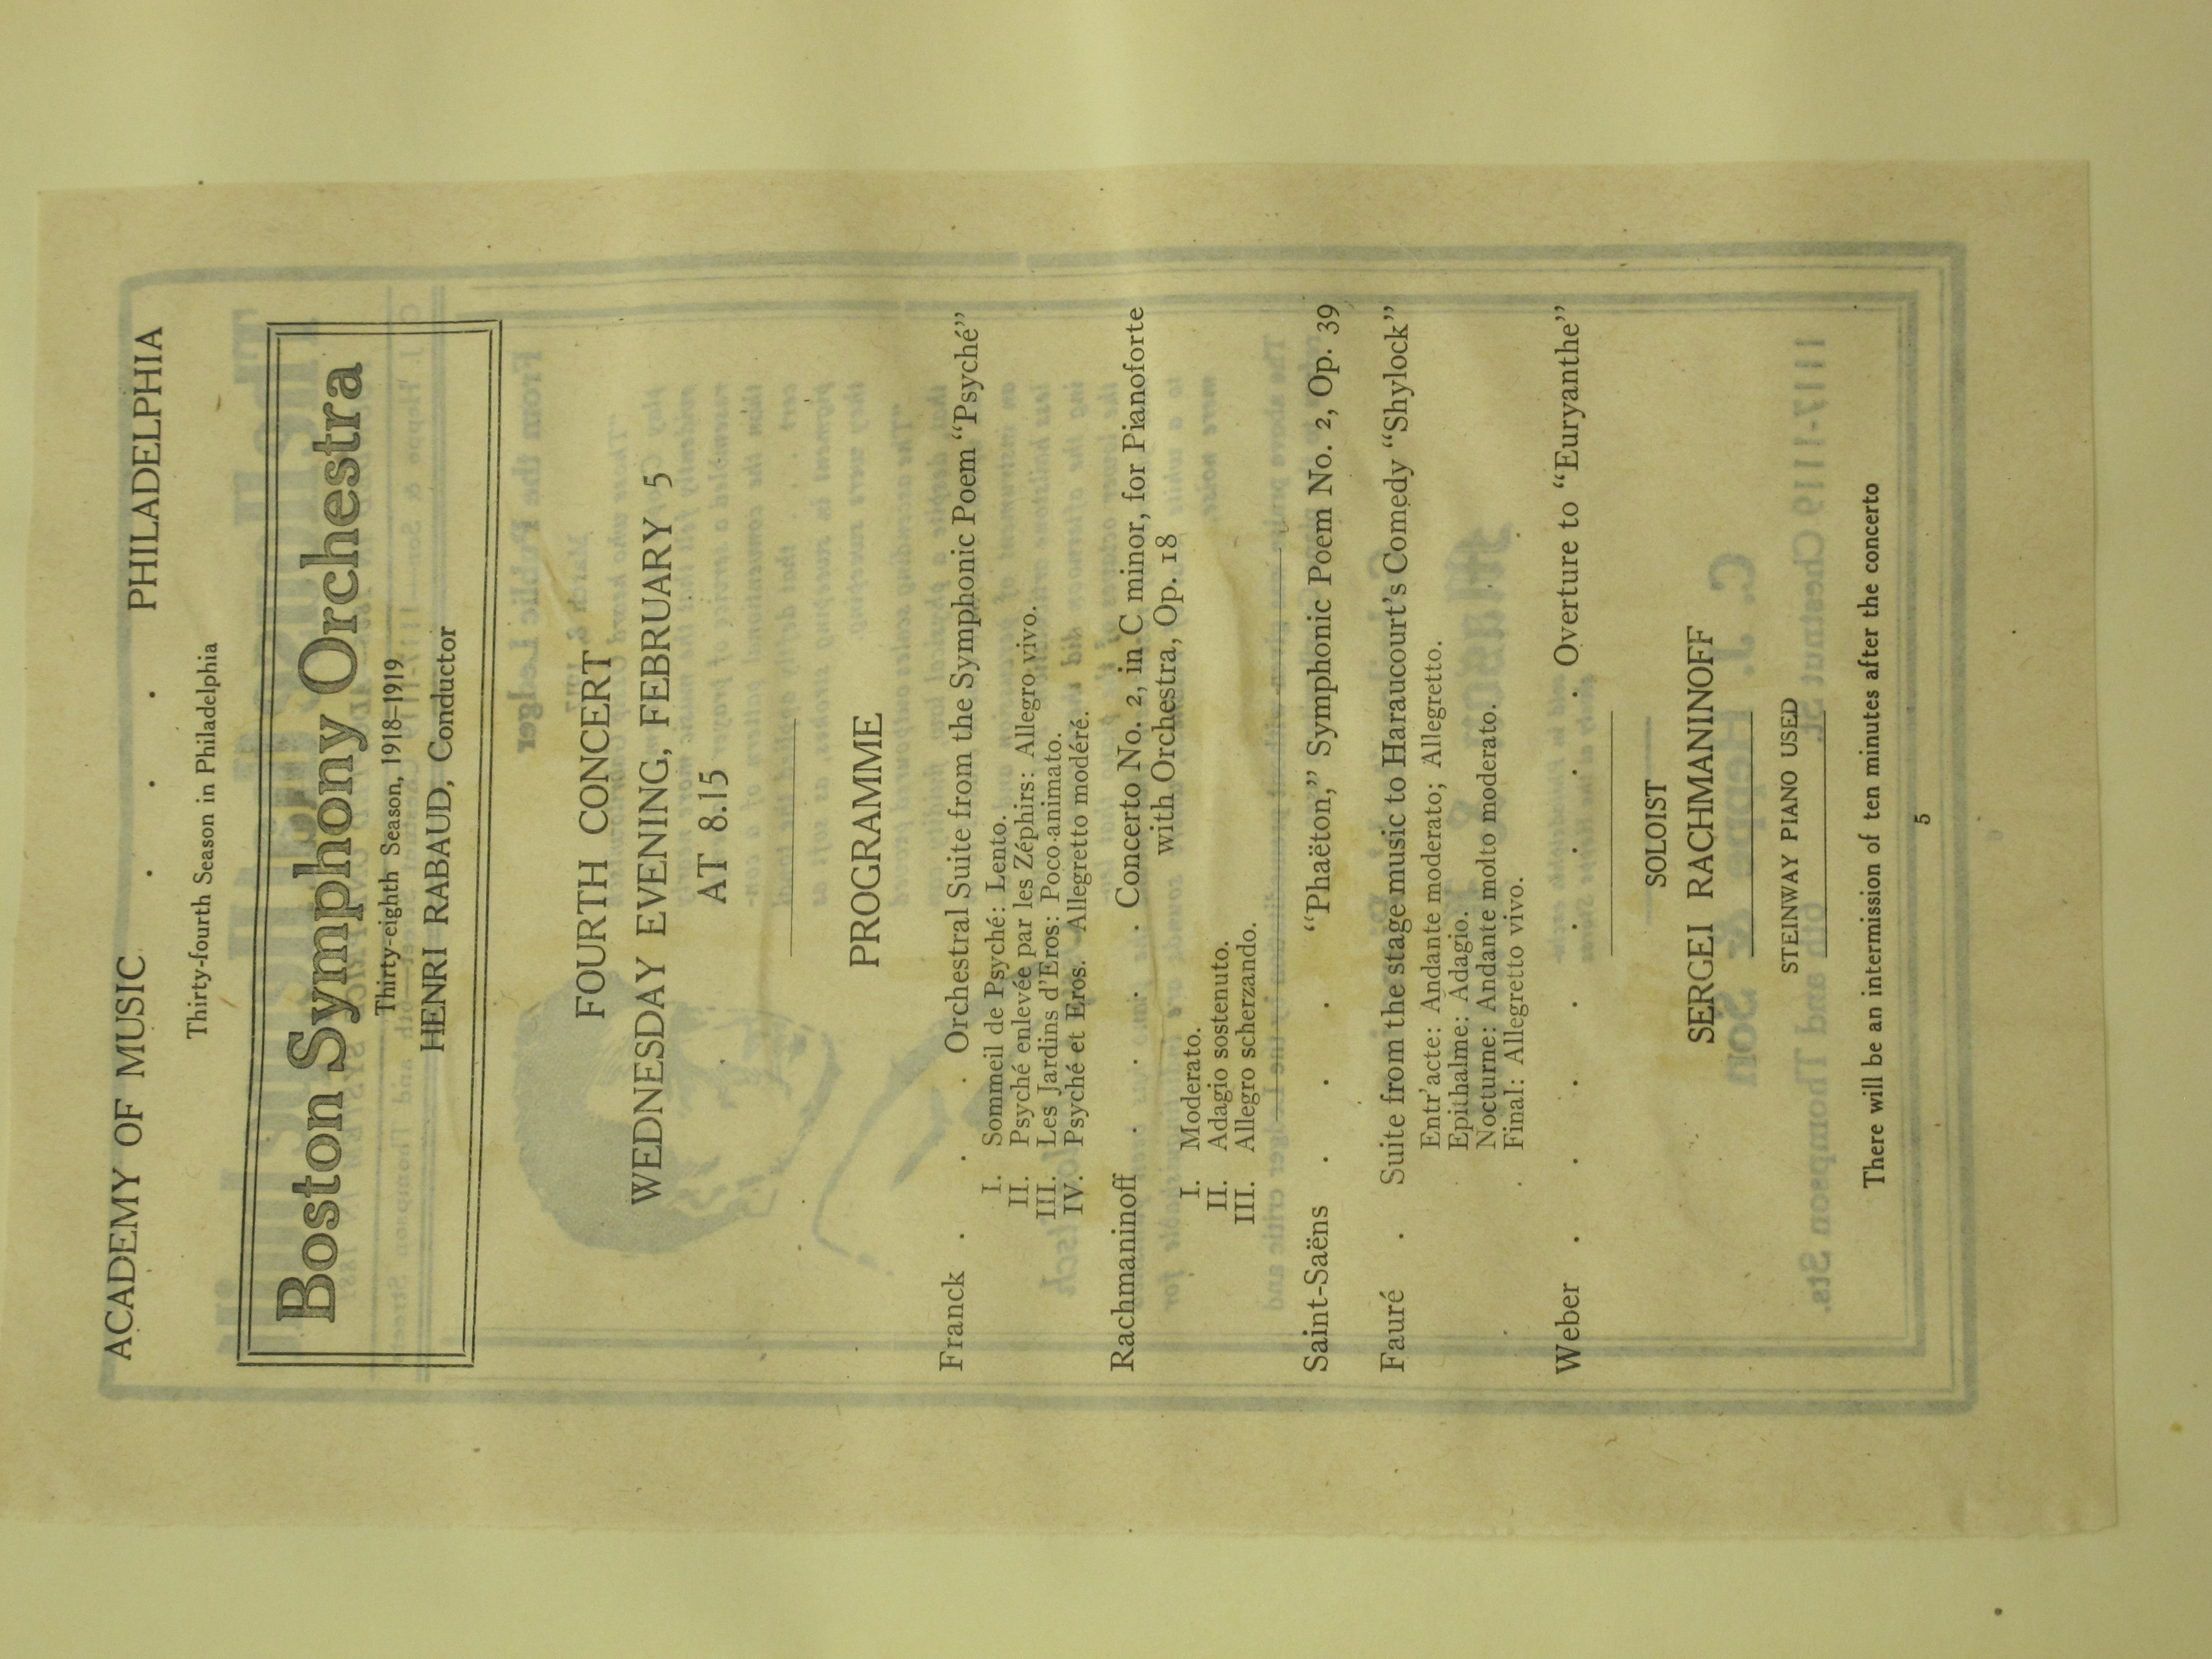 ACADEMY OF MUSIC . . . PHILADELPHIA
Thirty-fourth Season in Philadelphia
Boston Symphony Orchestra
Thirty-eighth Season, 1918–1919
HENRI RABAUD, Conductor
FOURTH CONCERT
WEDNESDAY EVENING, FEBRUARY 5
AT 8.15
PROGRAMME
Franck . . . Orchestral Suite from the Symphonic Poem “Psyché”
I. Sommeil de Psyché: Lento.
II. Psyché enlevée par les Zéphirs: Allegro vivo.
III. Les Jardins d’Eros: Poco animato.
IV. Psyché et Eros. Allegretto modéré.
Rachmaninoff . . . . Concerto No. 2, in C minor, for Pianoforte
with Orchestra, Op. 18
I. Moderato.
II. Adagio sostenuto.
III. Allegro scherzando.
Saint-Saëns . . . “Phaëton,” Symphonic Poem No. 2, Op. 39
Fauré . Suite from the stage music to Haraucourt’s Comedy “Shylock”
Entr’acte: Andante moderato; Allegretto.
Epithalme: Adagio.
Nocturne: Andante molto moderato.
Final: Allegretto vivo.
Weber . . . . . . . . Overture to “Euryanthe”
SOLOIST
SERGEI RACHMANINOFF
STEINWAY PIANO USED
There will be an intermission of ten minutes after the concerto
5